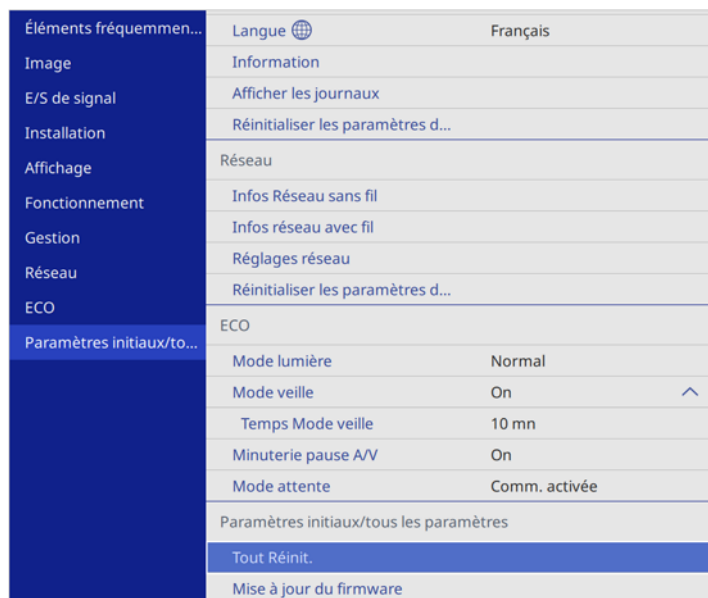 Éléments fréquemmen...
Image
E/S de signal
Installation
Affichage
Fonctionnement
Gestion
Réseau
ECO
Paramètres initiaux/to...
Langue Français
Information
Afficher les journaux
Réinitialiser les paramètres d...
Réseau
Infos Réseau sans fil
Infos réseau avec fil
Réglages réseau
Réinitialiser les paramètres d...
ECO
Mode lumière Normal
Mode veille On
Temps Mode veille 10 mn
Minuterie pause A/V On
Mode attente Comm. activée
Paramètres initiaux/tous les paramètres
Tout Réinit.
Mise à jour du firmware